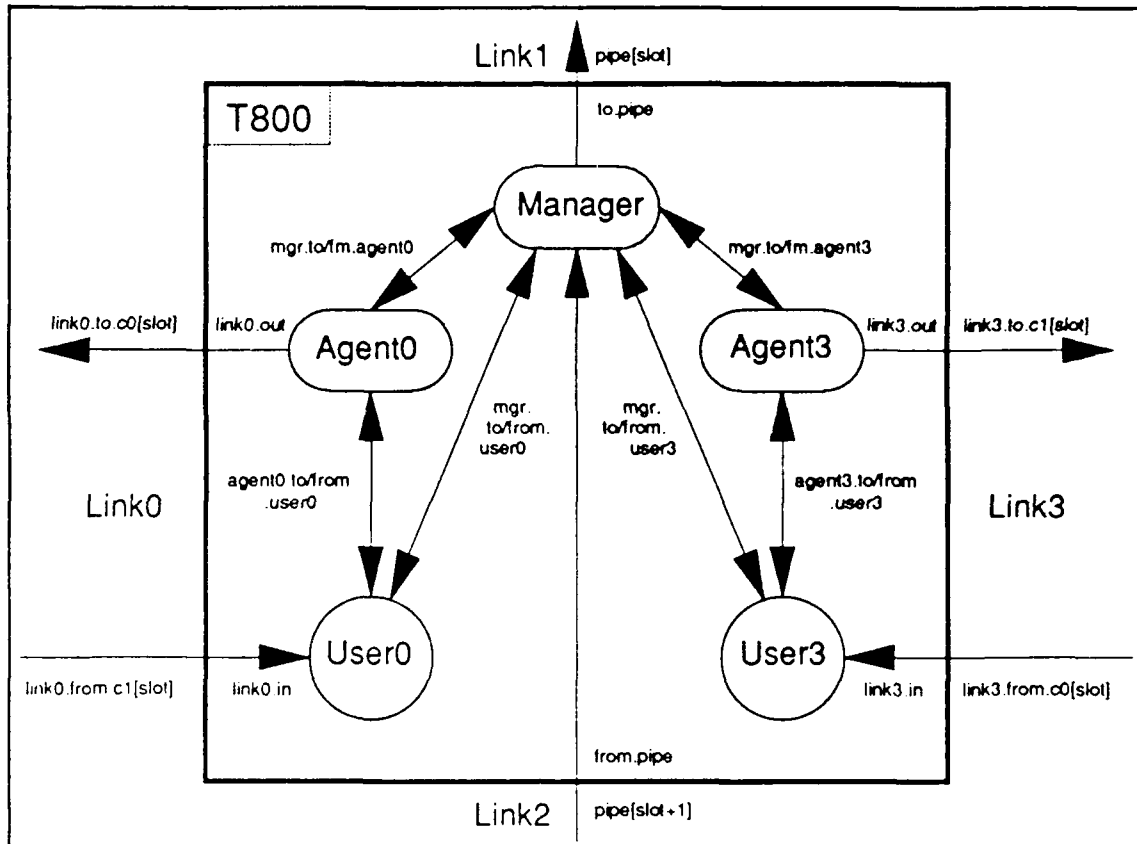 Link1
pipe[slot]
T800
to.pipe
Manager
mgr.to/fm.agent0
mgr.to/fm.agent3
link0.to.c0[slot]
link0.out
Agent0
Agent3
link3.out
link3.to.c1[slot]
mgr.
to/from.
user0
mgr.
to/from.
user3
agent0.to/from
.user0
agent3.to/from
.user3
Link0
Link3
User0
User3
link0.from.c1[slot]
link0.in
link3.in
link3.from.c0[slot]
from.pipe
Link2
pipe[slot+1]